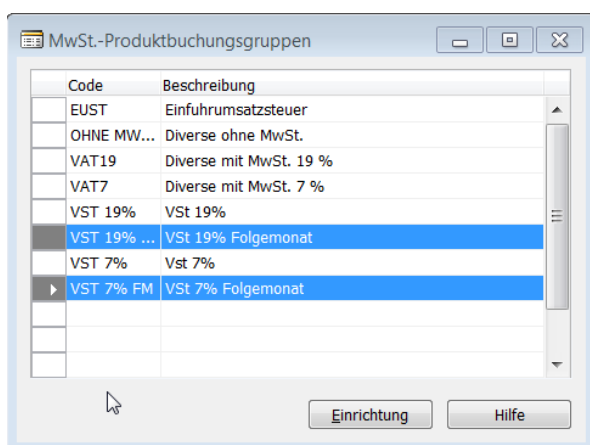 MwSt.-Produktbuchungsgruppen
Code Beschreibung
EUST Einfuhrumsatzsteuer
OHNE MW... Diverse ohne MwSt.
VAT19 Diverse mit MwSt. 19 %
VAT7 Diverse mit MwSt. 7 %
VST 19% VSt 19%
VST 19% ... VSt 19% Folgemonat
VST 7% Vst 7%
VST 7% FM VSt 7% Folgemonat
Einrichtung Hilfe